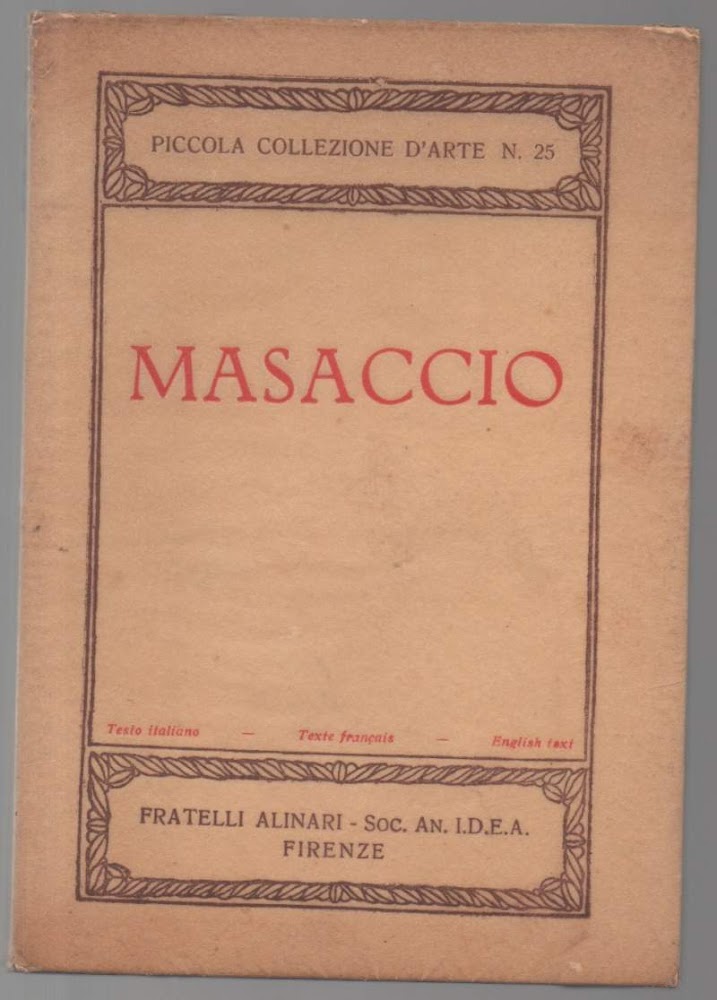 PICCOLA COLLEZIONE D'ARTE N. 25
MASACCIO
Testo italiano — Texte français — English text
FRATELLI ALINARI - SOC. AN. I.D.E.A.
FIRENZE